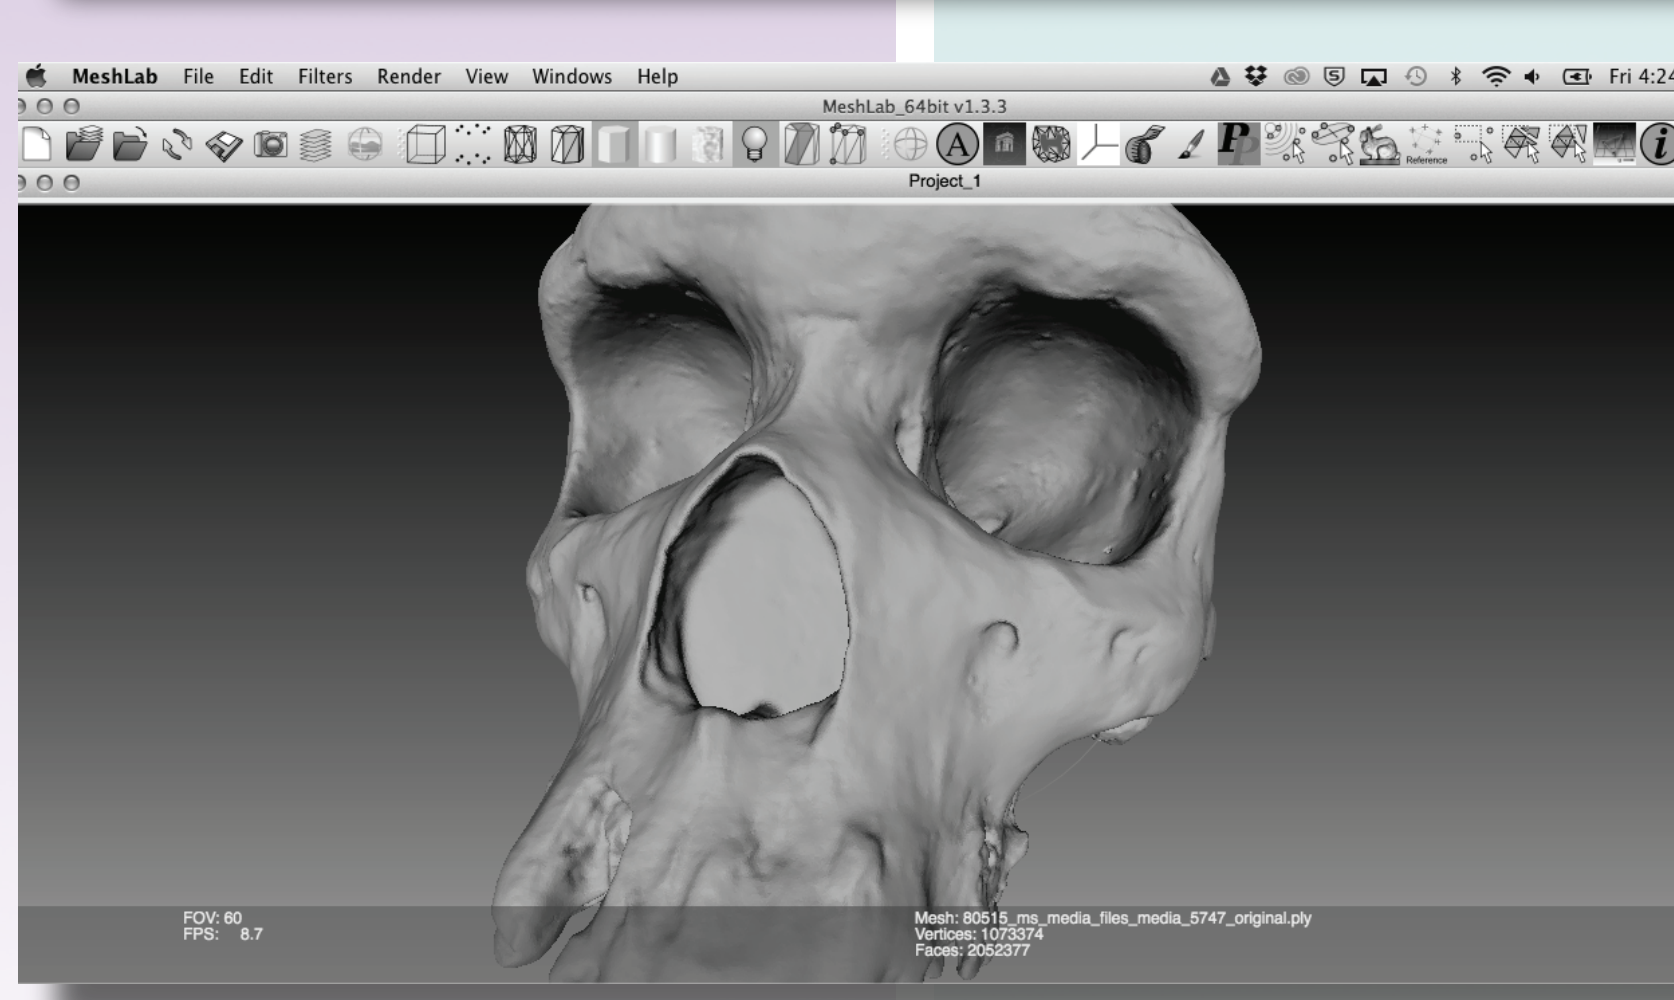 MeshLab File Edit Filters Render View Windows Help Fri 4:24
MeshLab_64bit v1.3.3
A P Reference i
Project_1
FOV: 60
FPS: 8.7
Mesh: 80515_ms_media_files_media_5747_original.ply
Vertices: 1073374
Faces: 2052377